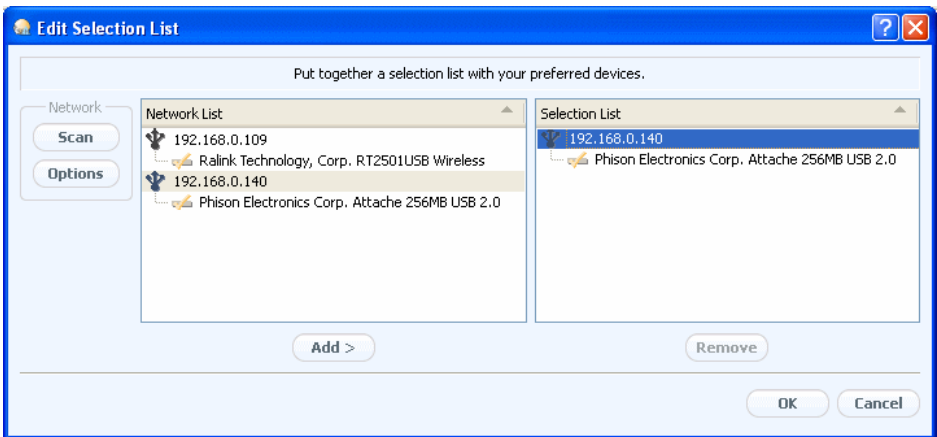 Edit Selection List
Put together a selection list with your preferred devices.
Network
Scan
Options
Network List
192.168.0.109
Ralink Technology, Corp. RT2501USB Wireless
192.168.0.140
Phison Electronics Corp. Attache 256MB USB 2.0
Add >
Selection List
192.168.0.140
Phison Electronics Corp. Attache 256MB USB 2.0
Remove
OK
Cancel